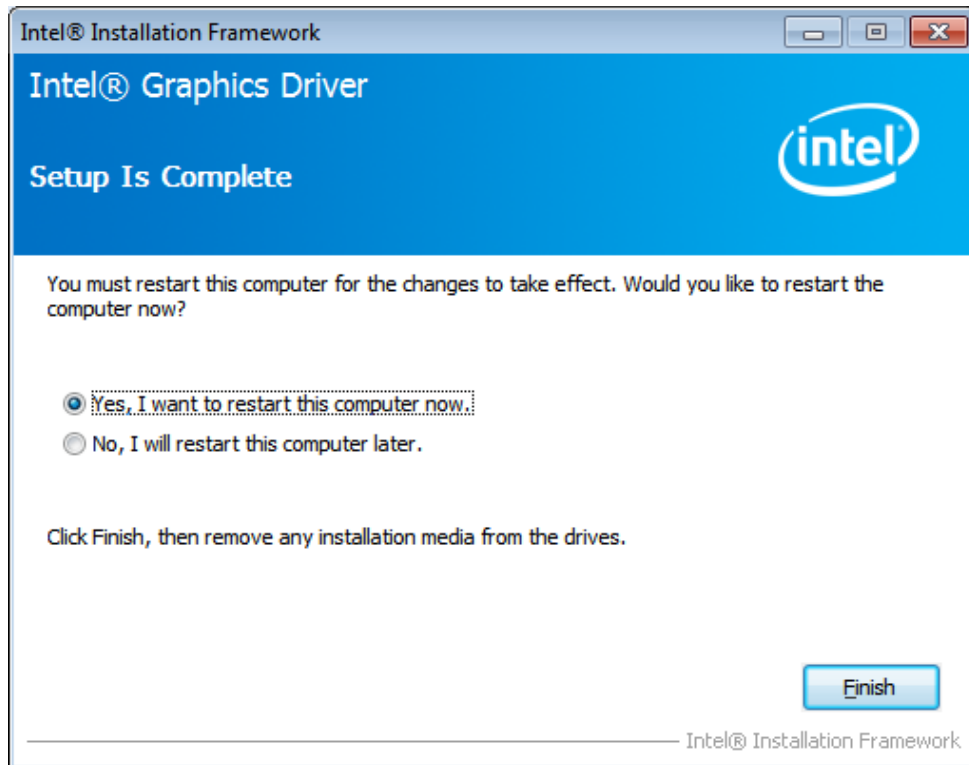 Intel® Installation Framework
Intel® Graphics Driver
intel
Setup Is Complete
You must restart this computer for the changes to take effect. Would you like to restart the
computer now?
Yes, I want to restart this computer now.
No, I will restart this computer later.
Click Finish, then remove any installation media from the drives.
Finish
Intel® Installation Framework